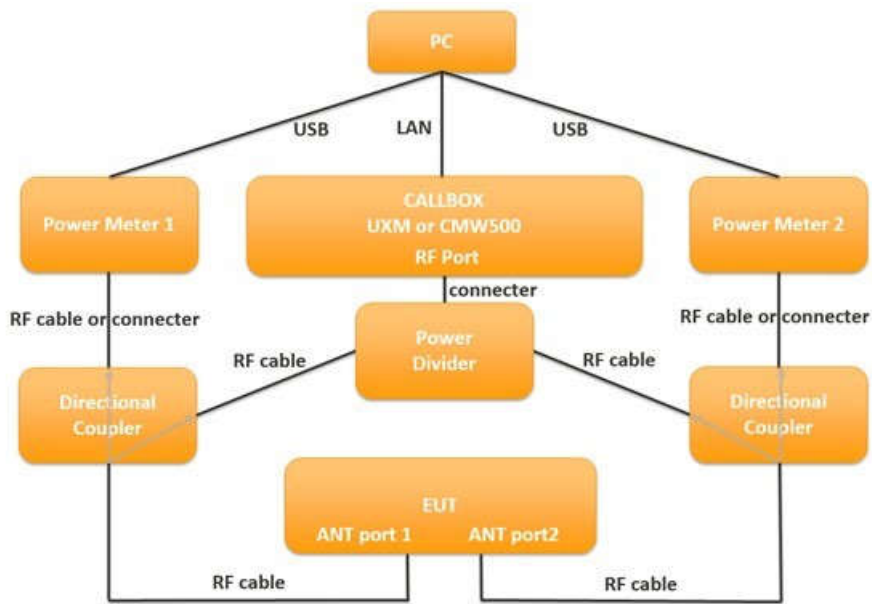 PC
USB
LAN
USB
Power Meter 1
CALLBOX
UXM or CMW500
RF Port
Power Meter 2
connecter
RF cable or connecter
RF cable or connecter
Power
Divider
RF cable
RF cable
Directional
Coupler
Directional
Coupler
EUT
ANT port 1
ANT port2
RF cable
RF cable